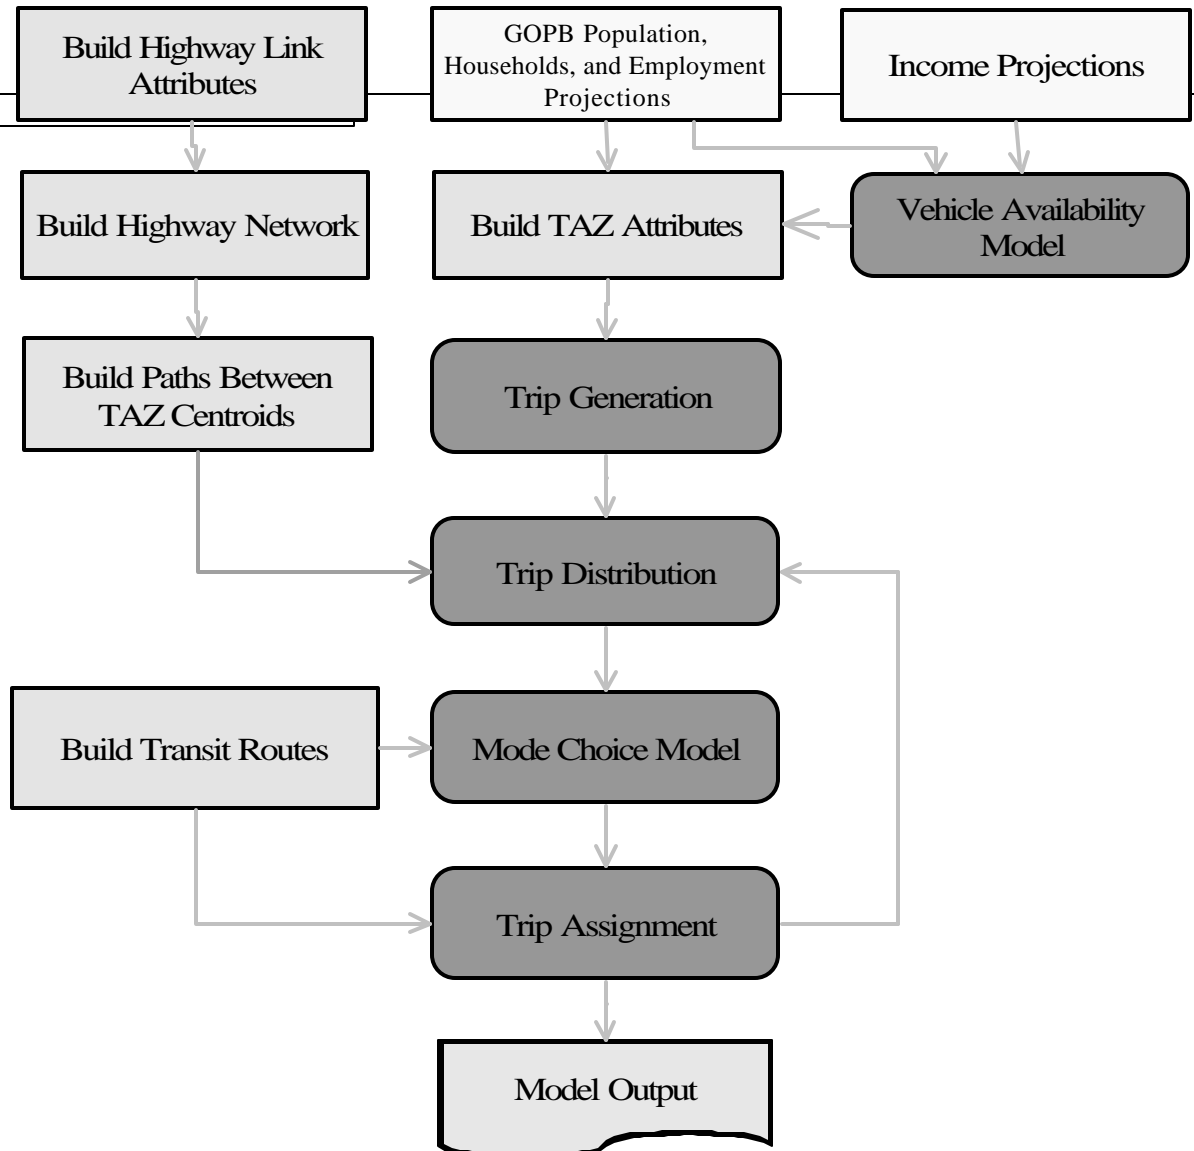 Build Highway Link
Attributes
GOPB Population,
Households, and Employment
Projections
Income Projections
Build Highway Network
Build TAZ Attributes
Vehicle Availability
Model
Build Paths Between
TAZ Centroids
Trip Generation
Trip Distribution
Build Transit Routes
Mode Choice Model
Trip Assignment
Model Output